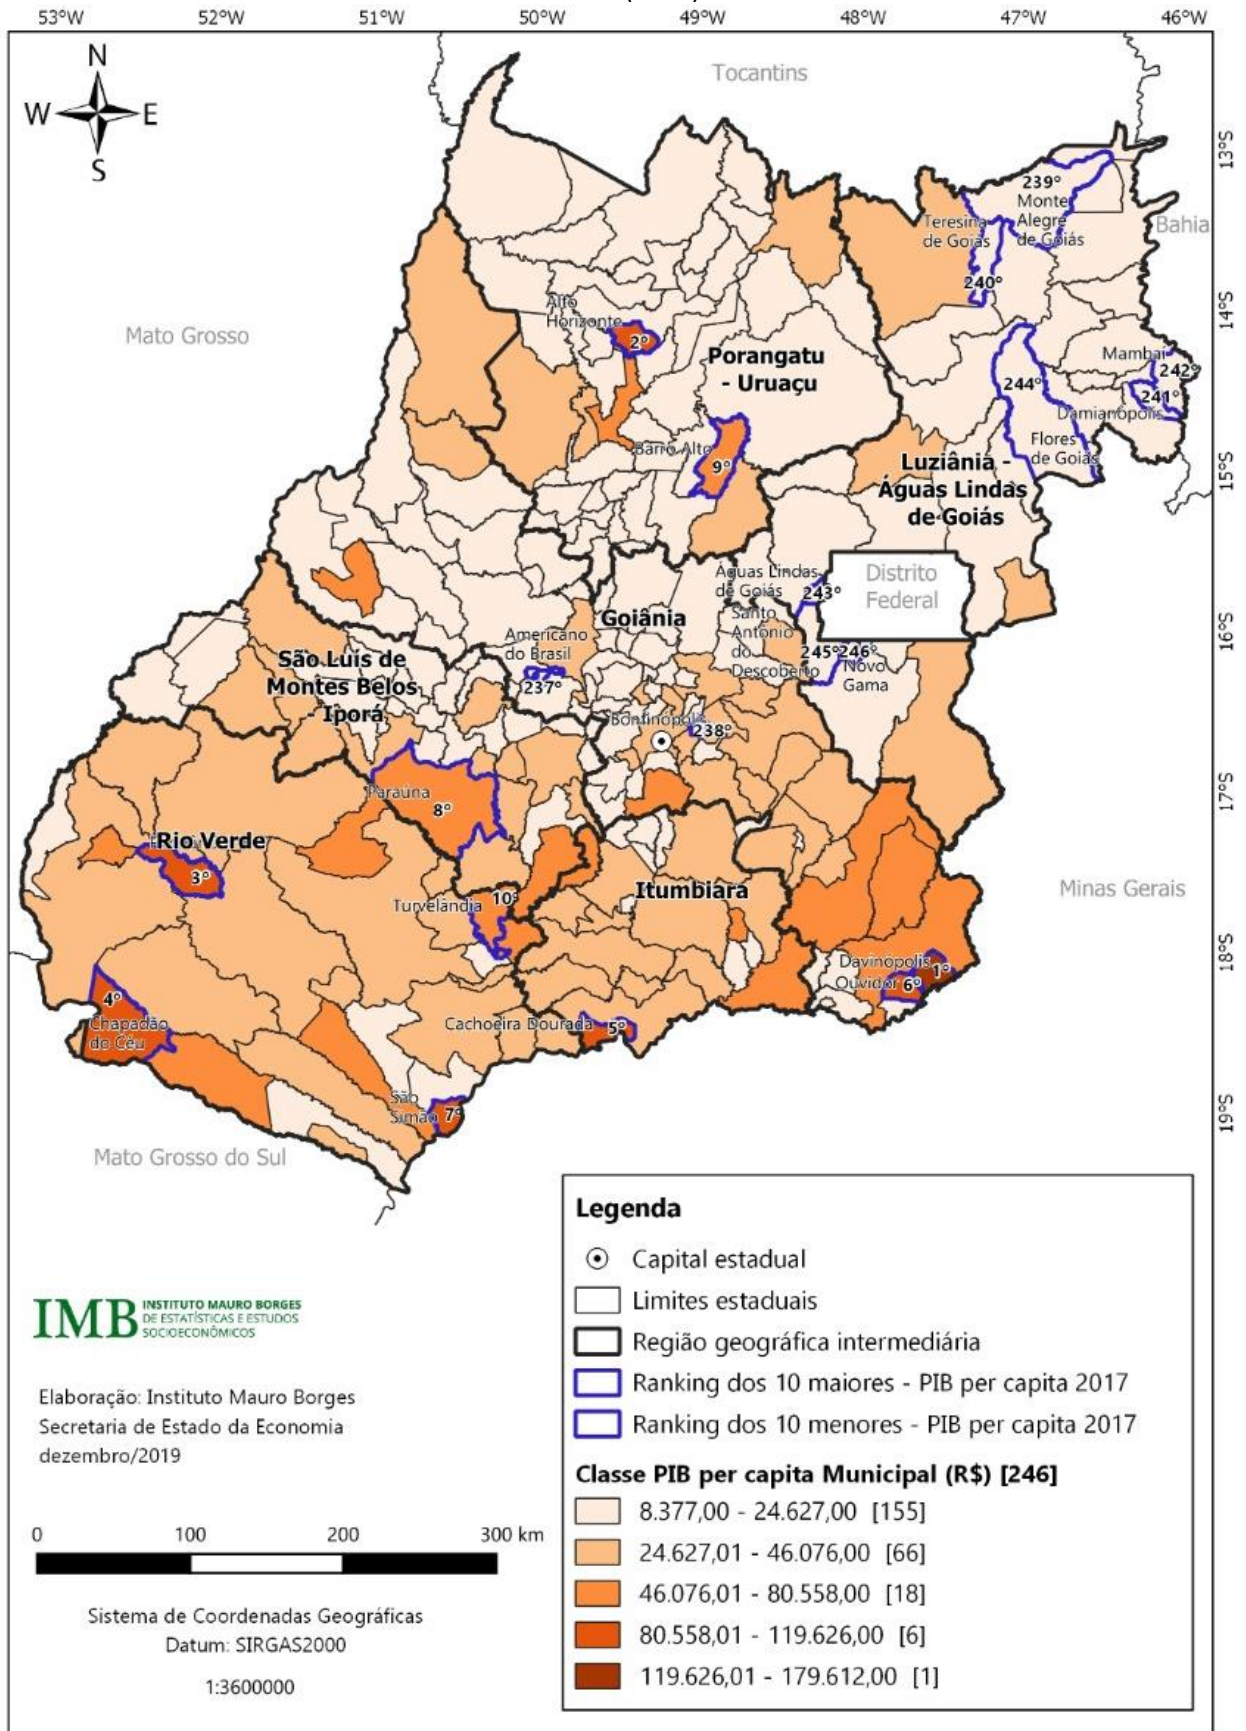 53°W 52°W 51°W 50°W 49°W 48°W 47°W 46°W
N
W E
S
Tocantins
13°S
239°
Monte
Alegre
de Goiás
Teresina
de Goiás
Bahia
240°
14°S
Mato Grosso
Alto
Horizonte
2°
Porangatu
- Uruaçu
Mambaí
242°
241°
Damianópolis
244°
Flores
de Goiás
Barro Alto
9°
15°S
Luziânia -
Águas Lindas
de Goiás
Águas Lindas
de Goiás
243°
Distrito
Federal
Goiânia
Santo
Antônio
do
Descoberto
16°S
Americano
do Brasil
237°
245° 246°
Novo
Gama
São Luís de
Montes Belos
- Iporá
Bonfinópolis
238°
17°S
Paraúna
8°
Rio Verde
3°
Itumbiara
Minas Gerais
Turvelândia
10°
18°S
Davinópolis
1°
Ouvidor
6°
4°
Chapadão
do Céu
Cachoeira Dourada
5°
São
Simão
7°
19°S
Mato Grosso do Sul
Legenda
Capital estadual
Limites estaduais
Região geográfica intermediária
Ranking dos 10 maiores - PIB per capita 2017
Ranking dos 10 menores - PIB per capita 2017
Classe PIB per capita Municipal (R$) [246]
8.377,00 - 24.627,00 [155]
24.627,01 - 46.076,00 [66]
46.076,01 - 80.558,00 [18]
80.558,01 - 119.626,00 [6]
119.626,01 - 179.612,00 [1]
IMB INSTITUTO MAURO BORGES
DE ESTATÍSTICAS E ESTUDOS
SOCIOECONÔMICOS
Elaboração: Instituto Mauro Borges
Secretaria de Estado da Economia
dezembro/2019
0 100 200 300 km
Sistema de Coordenadas Geográficas
Datum: SIRGAS2000
1:3600000